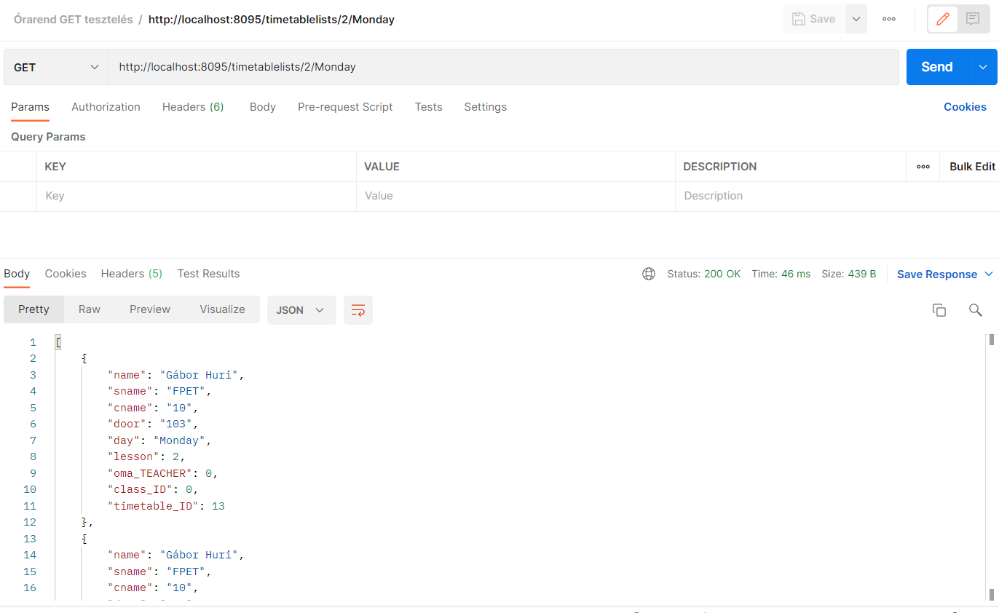 Órarend GET tesztelés / http://localhost:8095/timetablelists/2/Monday
Save
GET http://localhost:8095/timetablelists/2/Monday Send
Params Authorization Headers (6) Body Pre-request Script Tests Settings Cookies
Query Params
KEY VALUE DESCRIPTION Bulk Edit
Key Value Description
Body Cookies Headers (5) Test Results Status: 200 OK Time: 46 ms Size: 439 B Save Response
Pretty Raw Preview Visualize JSON
1 [
2 {
3 "name": "Gábor Huri",
4 "sname": "FPET",
5 "cname": "10",
6 "door": "103",
7 "day": "Monday",
8 "lesson": 2,
9 "oma_TEACHER": 0,
10 "class_ID": 0,
11 "timetable_ID": 13
12 },
13 {
14 "name": "Gábor Huri",
15 "sname": "FPET",
16 "cname": "10",